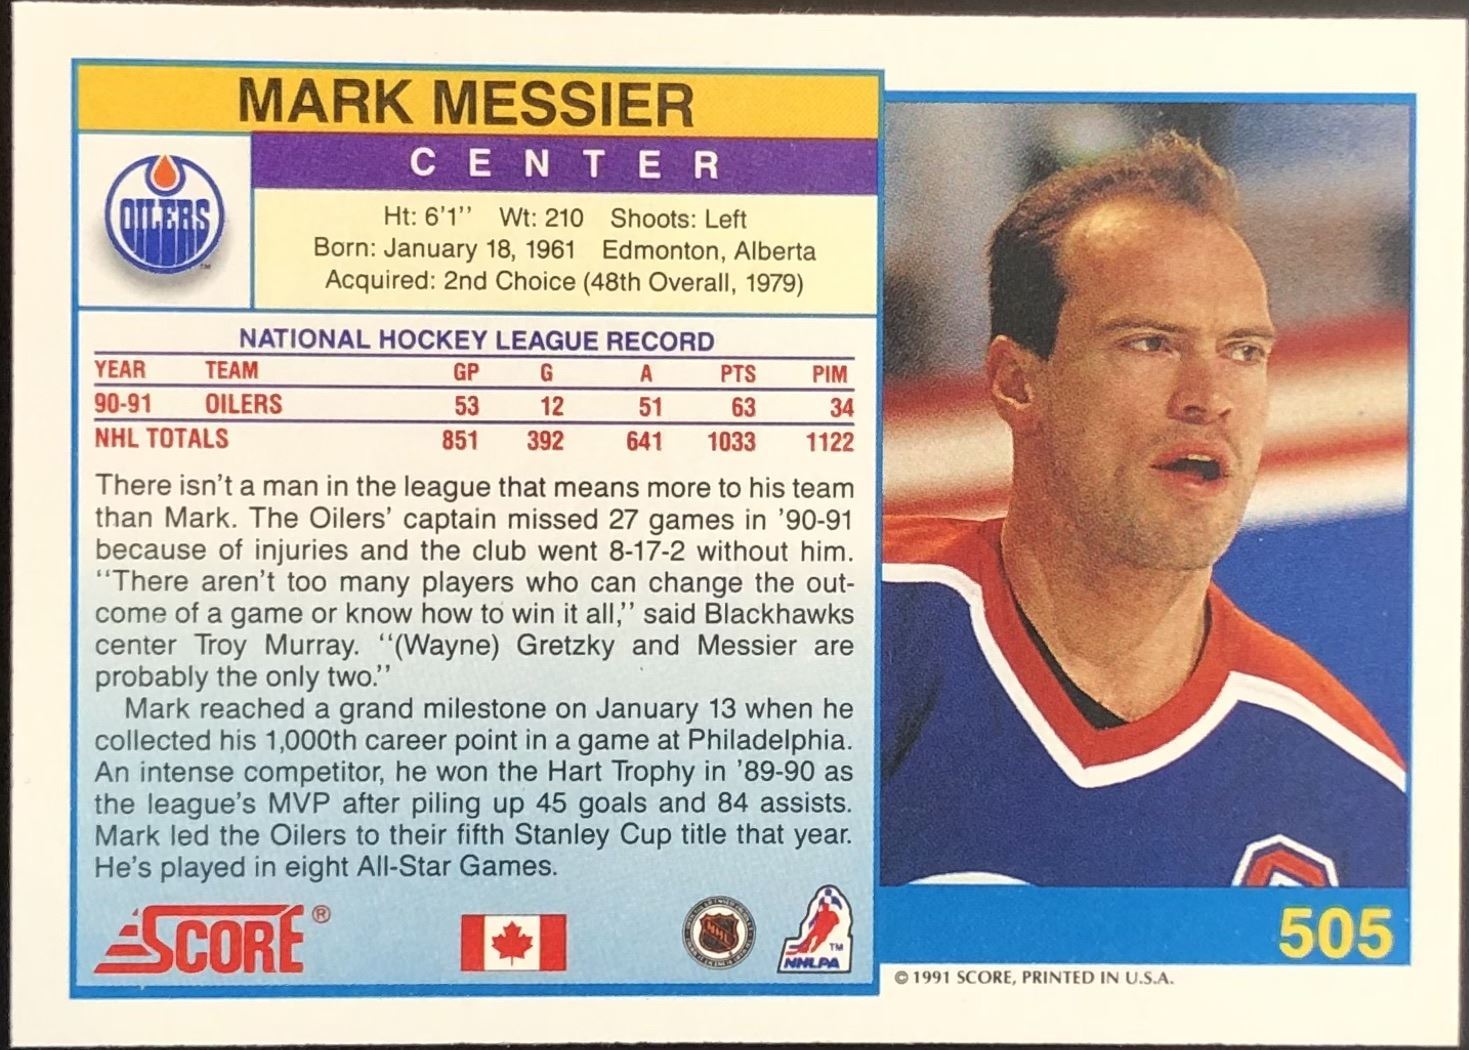 MARK MESSIER
CENTER
OILERS
TM
Ht: 6'1'' Wt: 210 Shoots: Left
Born: January 18, 1961 Edmonton, Alberta
Acquired: 2nd Choice (48th Overall, 1979)
NATIONAL HOCKEY LEAGUE RECORD
YEAR TEAM GP G A PTS PIM
90-91 OILERS 53 12 51 63 34
NHL TOTALS 851 392 641 1033 1122
There isn't a man in the league that means more to his team
than Mark. The Oilers' captain missed 27 games in '90-91
because of injuries and the club went 8-17-2 without him.
''There aren't too many players who can change the out-
come of a game or know how to win it all,'' said Blackhawks
center Troy Murray. ''(Wayne) Gretzky and Messier are
probably the only two.''
Mark reached a grand milestone on January 13 when he
collected his 1,000th career point in a game at Philadelphia.
An intense competitor, he won the Hart Trophy in '89-90 as
the league's MVP after piling up 45 goals and 84 assists.
Mark led the Oilers to their fifth Stanley Cup title that year.
He's played in eight All-Star Games.
SCORE®
NHL
TM
NHLPA
505
© 1991 SCORE, PRINTED IN U.S.A.